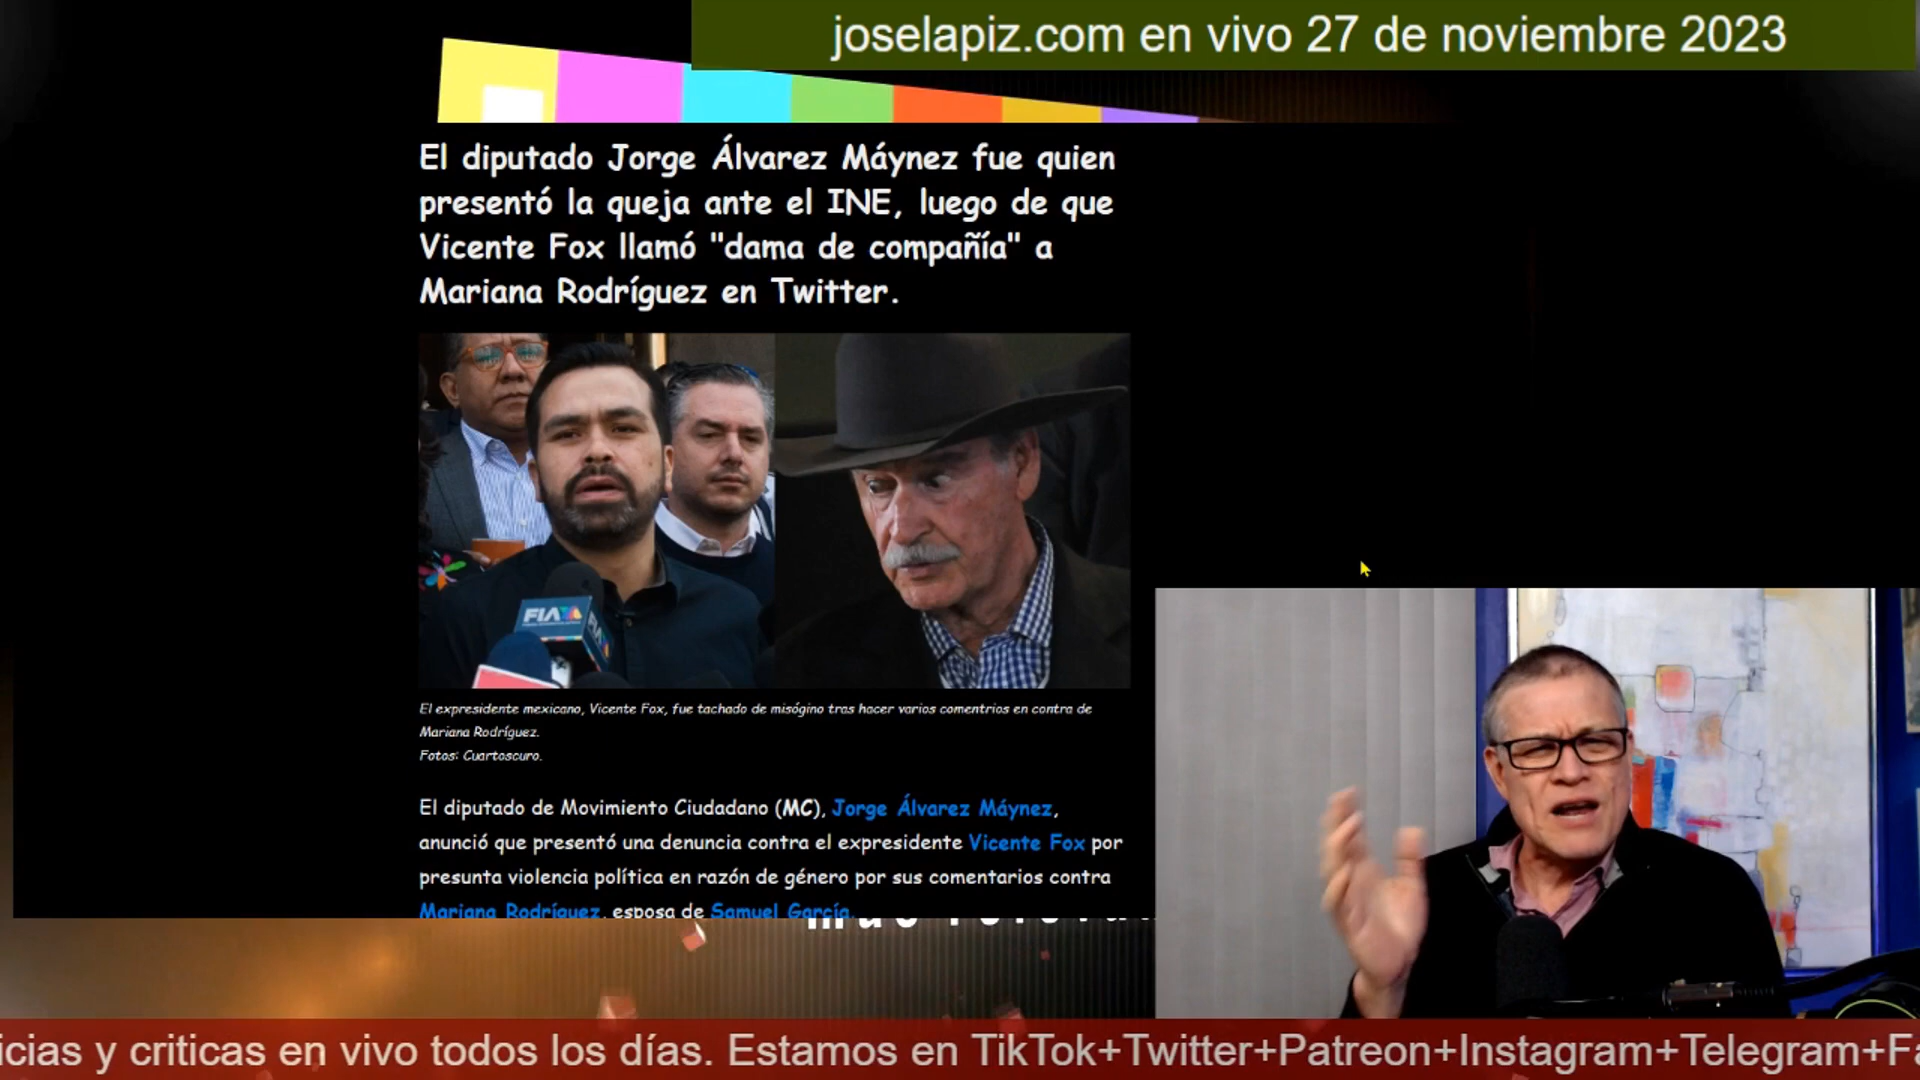 joselapiz.com en vivo 27 de noviembre 2023
El diputado Jorge Álvarez Máynez fue quien
presentó la queja ante el INE, luego de que
Vicente Fox llamó "dama de compañía" a
Mariana Rodríguez en Twitter.
FIA
FIA
El expresidente mexicano, Vicente Fox, fue tachado de misógino tras hacer varios comentrios en contra de
Mariana Rodríguez.
Fotos: Cuartoscuro.
El diputado de Movimiento Ciudadano (MC), Jorge Álvarez Máynez,
anunció que presentó una denuncia contra el expresidente Vicente Fox por
presunta violencia política en razón de género por sus comentarios contra
Mariana Rodríguez, esposa de Samuel García.
icias y criticas en vivo todos los días. Estamos en TikTok+Twitter+Patreon+Instagram+Telegram+Fa